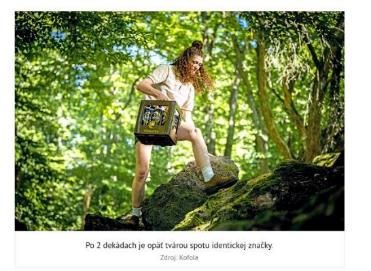 Po 2 dekádach je opäť tvárou spotu identickej značky.
Zdroj: Kofola